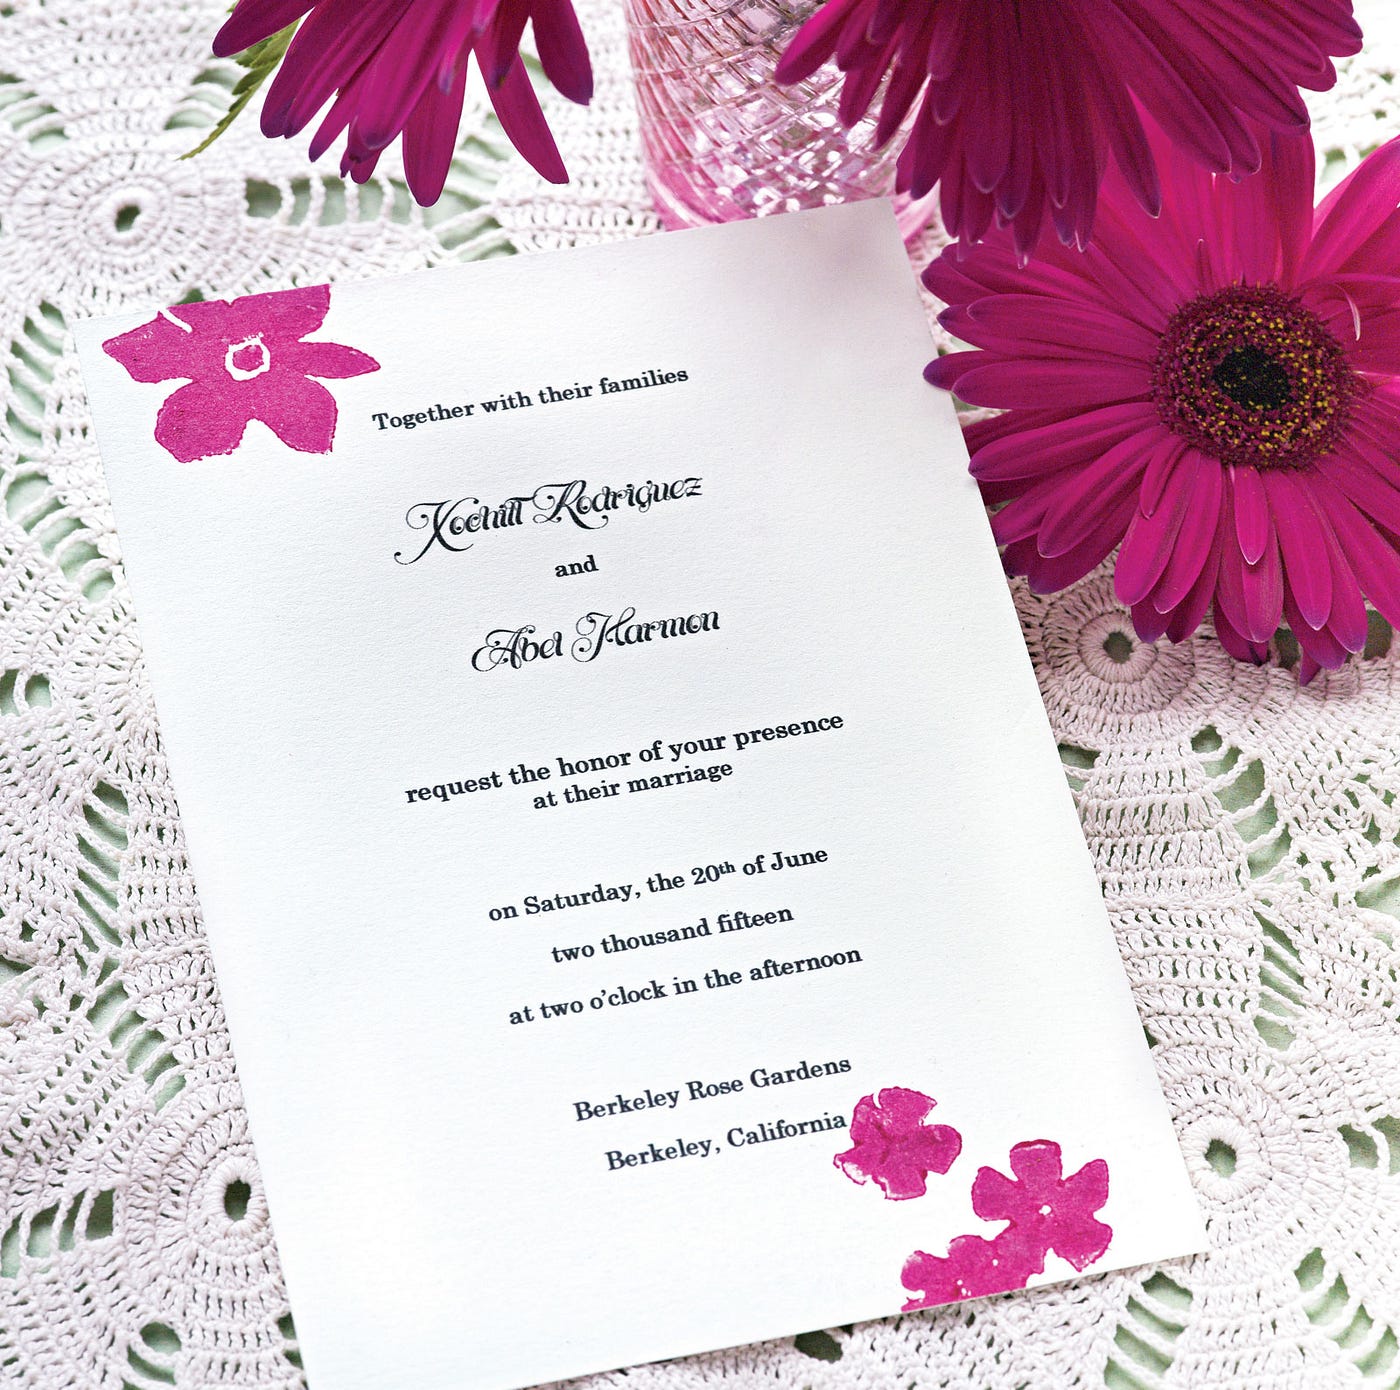 Together with their families
Xochitl Rodriguez
and
Abel Harmon
request the honor of your presence
at their marriage
on Saturday, the 20th of June
two thousand fifteen
at two o'clock in the afternoon
Berkeley Rose Gardens
Berkeley, California